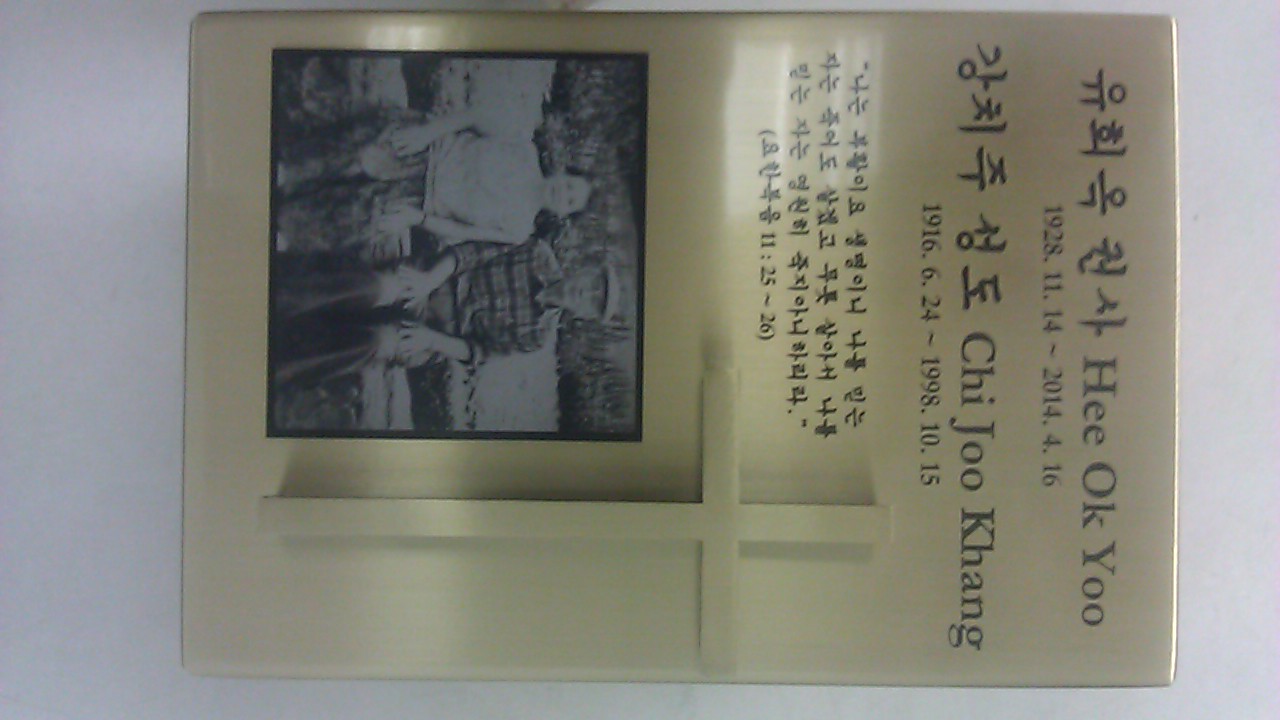 유희옥 권사 Hee Ok Yoo
1928. 11. 14 ~ 2014. 4. 16
강치주 성도 Chi Joo Khang
1916. 6. 24 ~ 1998. 10. 15
"나는 부활이요 생명이니 나를 믿는
자는 죽어도 살겠고 무릇 살아서 나를
믿는 자는 영원히 죽지아니하리라."
(요한복음 11 : 25 ~ 26)